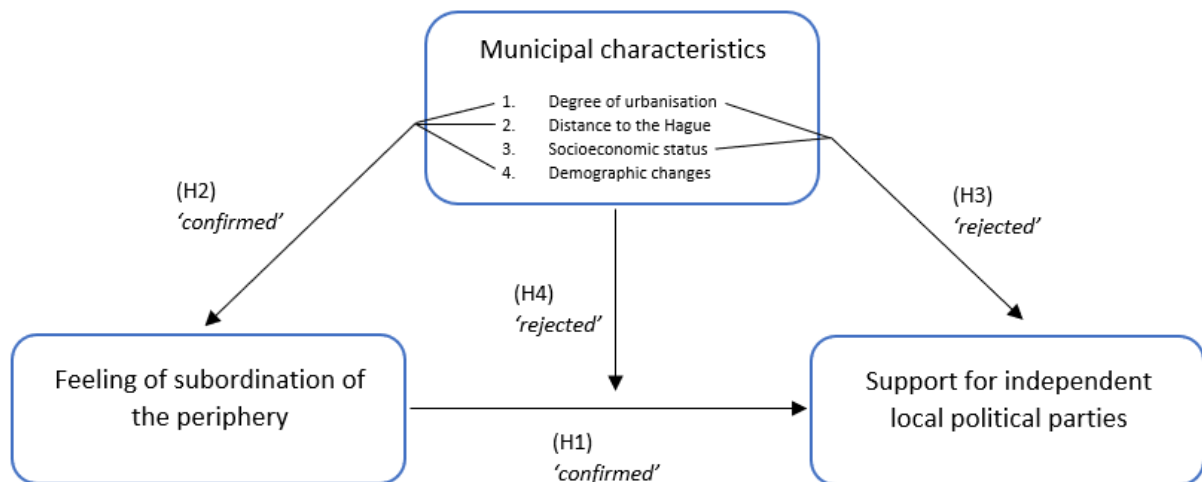 Municipal characteristics
1. Degree of urbanisation
2. Distance to the Hague
3. Socioeconomic status
4. Demographic changes
(H2)
‘confirmed’
(H3)
‘rejected’
(H4)
‘rejected’
Feeling of subordination of
the periphery
Support for independent
local political parties
(H1)
‘confirmed’